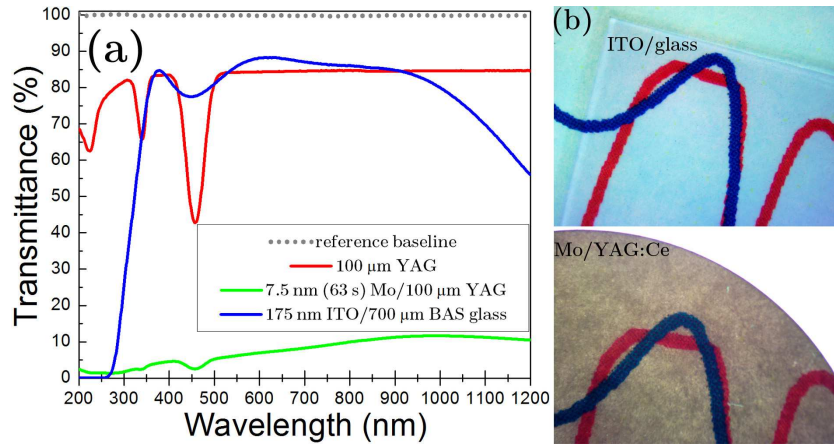 (a)
Transmittance (%)
100
90
80
70
60
50
40
30
20
10
0
reference baseline
100 μm YAG
7.5 nm (63 s) Mo/100 μm YAG
175 nm ITO/700 μm BAS glass
200 300 400 500 600 700 800 900 1000 1100 1200
Wavelength (nm)
(b)
ITO/glass
Mo/YAG:Ce